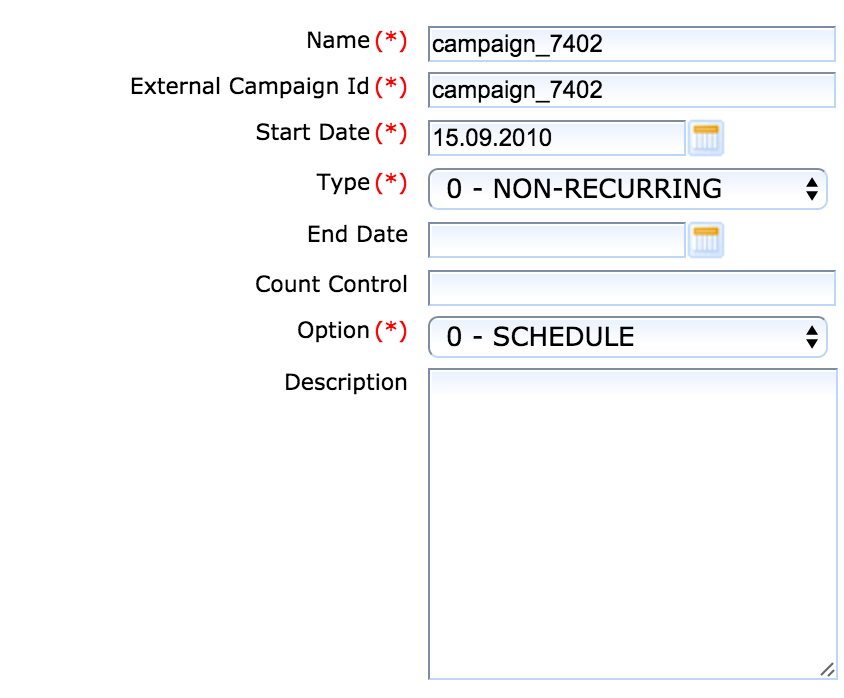 Name(*) campaign_7402
External Campaign Id(*) campaign_7402
Start Date(*) 15.09.2010
Type(*) 0 - NON-RECURRING
End Date
Count Control
Option(*) 0 - SCHEDULE
Description